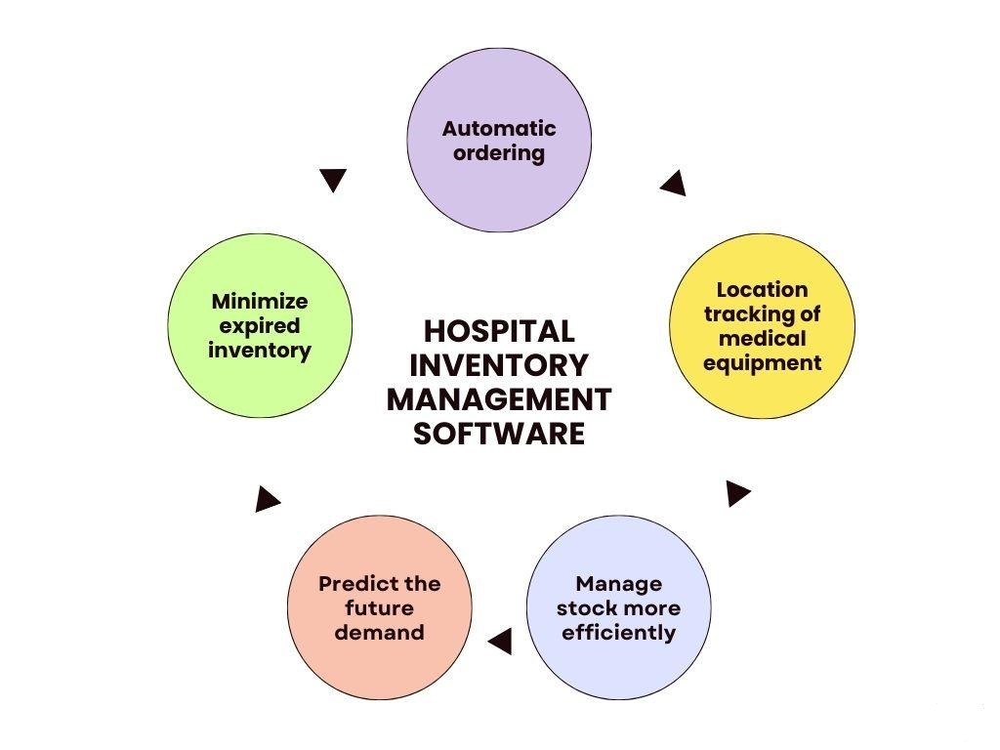 Automatic
ordering
Location
tracking of
medical
equipment
Minimize
expired
inventory
HOSPITAL
INVENTORY
MANAGEMENT
SOFTWARE
Predict the
future
demand
Manage
stock more
efficiently